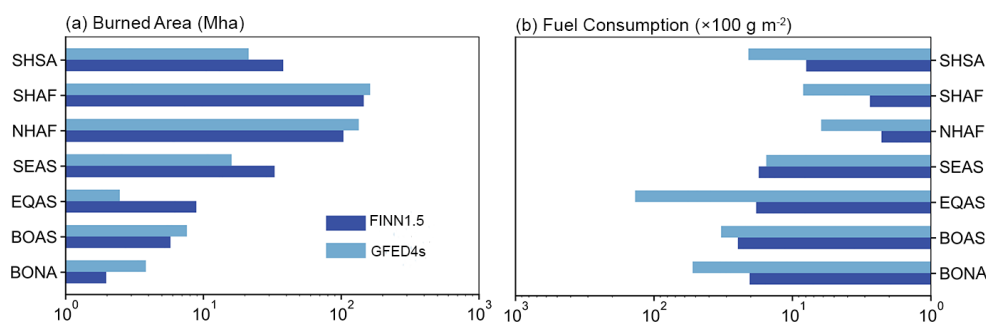 (a) Burned Area (Mha)
SHSA
SHAF
NHAF
SEAS
EQAS
BOAS
BONA
FINN1.5
GFED4s
10⁰ 10¹ 10² 10³
(b) Fuel Consumption (×100 g m⁻²)
SHSA
SHAF
NHAF
SEAS
EQAS
BOAS
BONA
10³ 10² 10¹ 10⁰